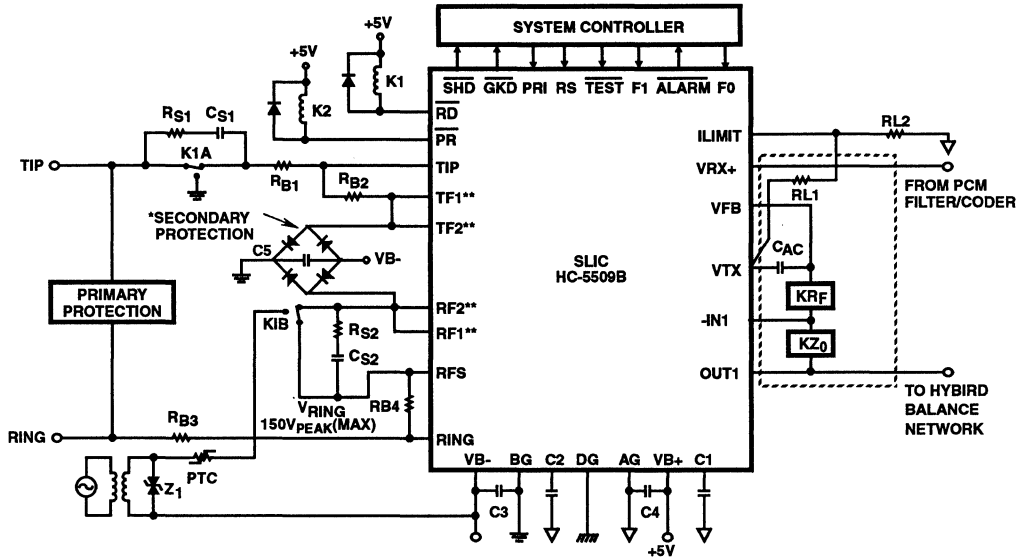 SYSTEM CONTROLLER
+5V
+5V
K1
K2
SHD GKD PRI RS TEST F1 ALARM F0
RD
PR
RS1 CS1
K1A
TIP
RB1
RB2
TIP
TF1**
TF2**
*SECONDARY
PROTECTION
C5
VB-
PRIMARY
PROTECTION
KIB
RS2
CS2
RF2**
RF1**
RFS
VRING
150VPEAK(MAX)
RB4
RING
RB3
RING
PTC
Z1
SLIC
HC-5509B
ILIMIT
RL2
VRX+
FROM PCM
FILTER/CODER
RL1
VFB
CAC
VTX
KRF
-IN1
KZ0
OUT1
TO HYBIRD
BALANCE
NETWORK
VB- BG C2 DG AG VB+ C1
C3
C4
+5V